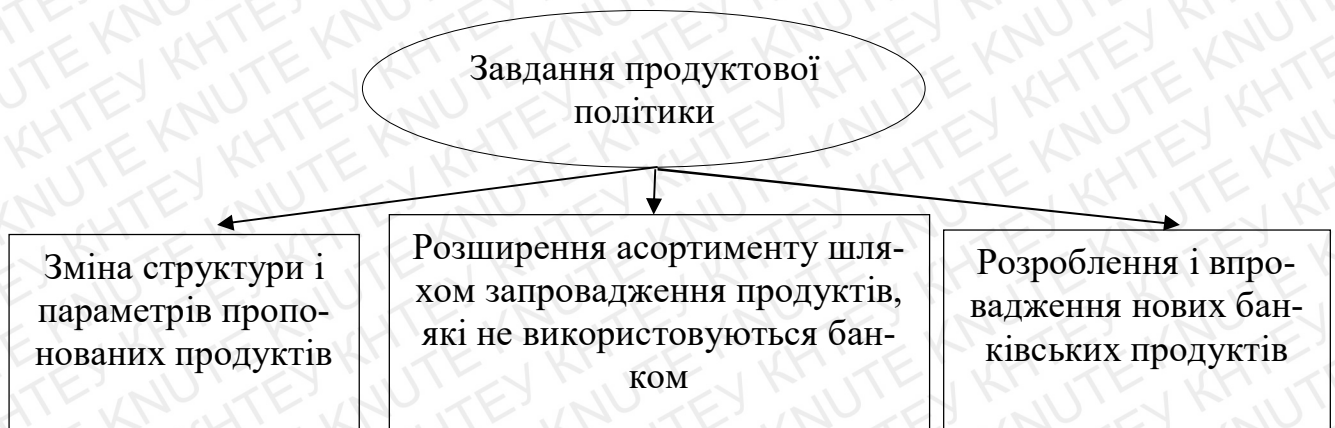 Завдання продуктової
політики
Зміна структури і
параметрів пропо-
нованих продуктів
Розширення асортименту шля-
хом запровадження продуктів,
які не використовуються бан-
ком
Розроблення і впро-
вадження нових бан-
ківських продуктів